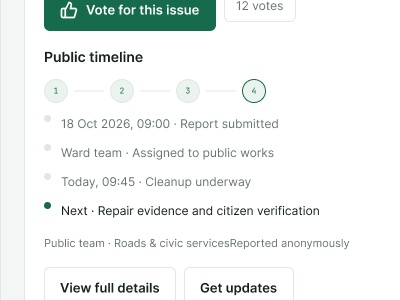 Vote for this issue
12 votes
Public timeline
1 2 3 4
18 Oct 2026, 09:00 · Report submitted
Ward team · Assigned to public works
Today, 09:45 · Cleanup underway
Next · Repair evidence and citizen verification
Public team · Roads & civic servicesReported anonymously
View full details
Get updates